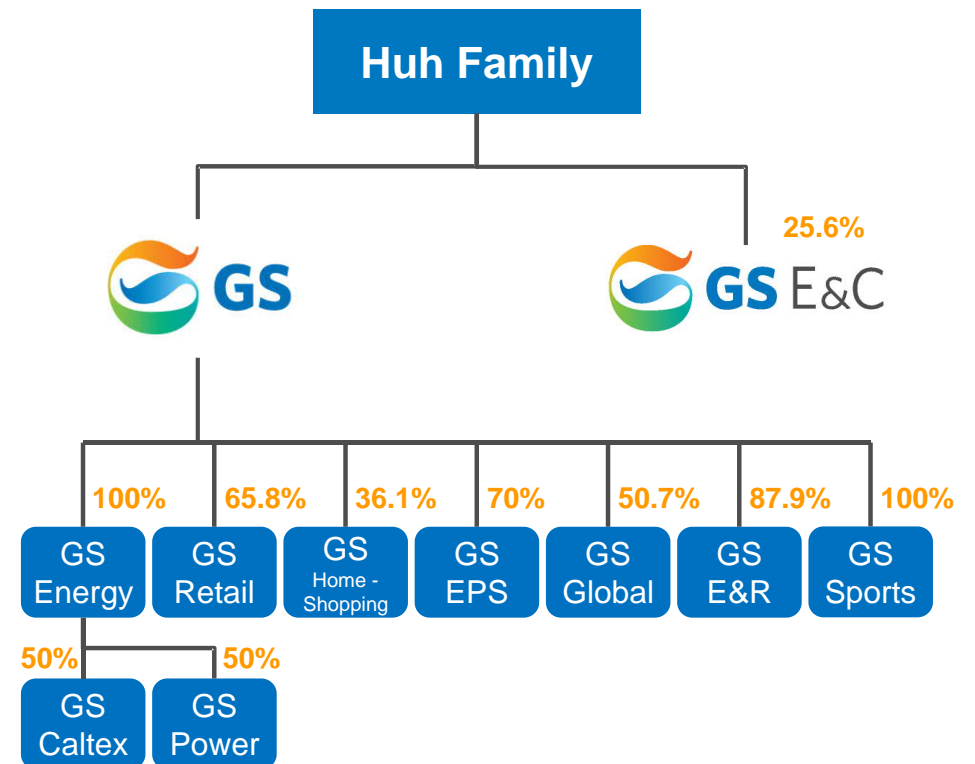 Huh Family
25.6%
GS
GS E&C
100%
65.8%
36.1%
70%
50.7%
87.9%
100%
GS
Energy
GS
Retail
GS
Home -
Shopping
GS
EPS
GS
Global
GS
E&R
GS
Sports
50%
50%
GS
Caltex
GS
Power